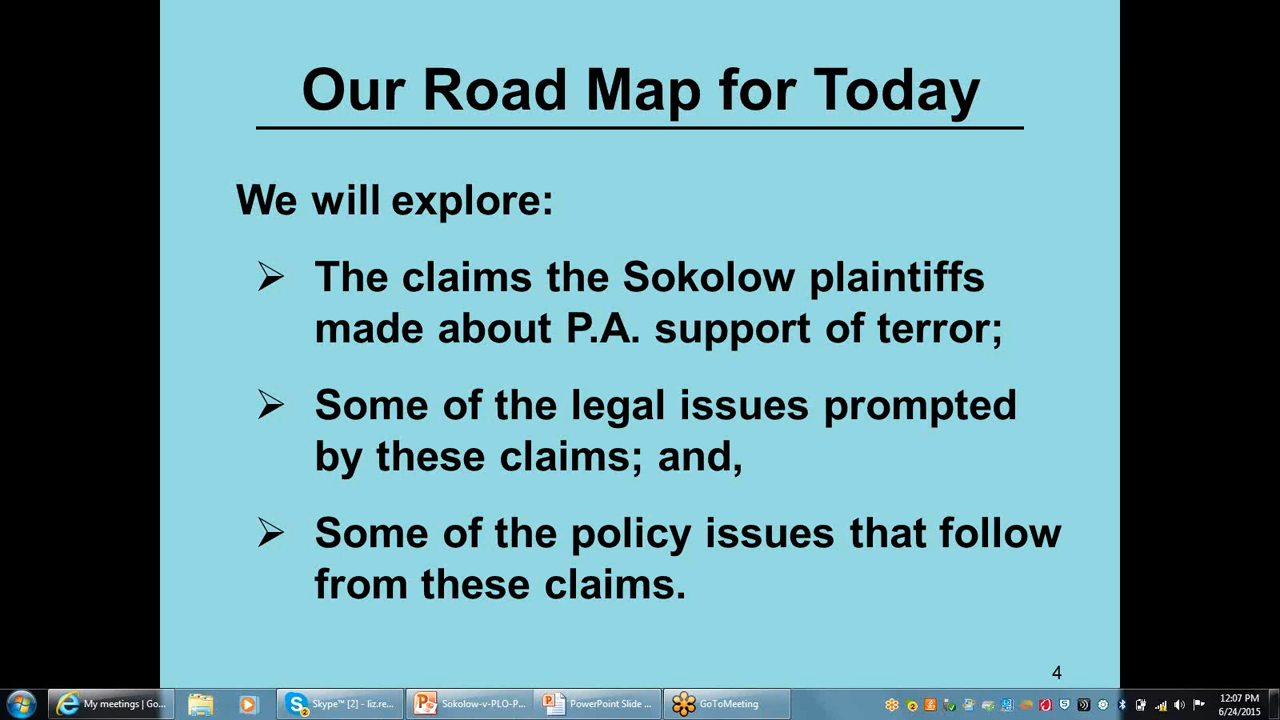 Our Road Map for Today
We will explore:
➢ The claims the Sokolow plaintiffs
made about P.A. support of terror;
➢ Some of the legal issues prompted
by these claims; and,
➢ Some of the policy issues that follow
from these claims.
4
My meetings | Go...
Skype™ [2] - liz.re...
Sokolow-v-PLO-P...
PowerPoint Slide ...
GoToMeeting
12:07 PM
6/24/2015